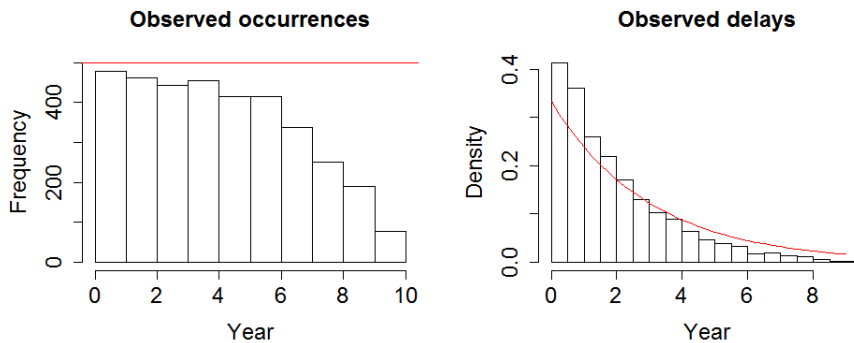 Observed occurrences
Frequency
0 200 400
0 2 4 6 8 10
Year
Observed delays
Density
0.0 0.2 0.4
0 2 4 6 8
Year